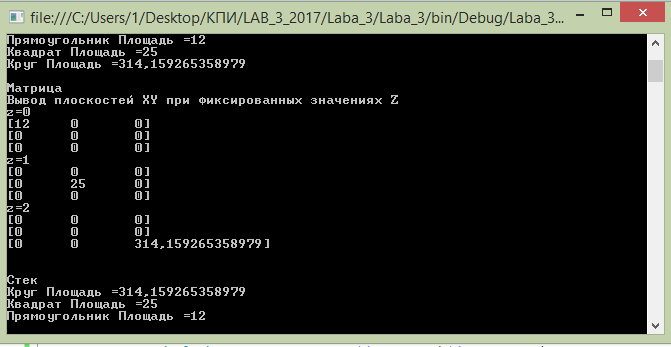 file:///C:/Users/1/Desktop/КПИ/LAB_3_2017/Laba_3/Laba_3/bin/Debug/Laba_3...
Прямоугольник Площадь =12
Квадрат Площадь =25
Круг Площадь =314,159265358979
Матрица
Вывод плоскостей XY при фиксированных значениях Z
z=0
[12 0 0]
[0 0 0]
[0 0 0]
z=1
[0 0 0]
[0 25 0]
[0 0 0]
z=2
[0 0 0]
[0 0 0]
[0 0 314,159265358979]
Стек
Круг Площадь =314,159265358979
Квадрат Площадь =25
Прямоугольник Площадь =12